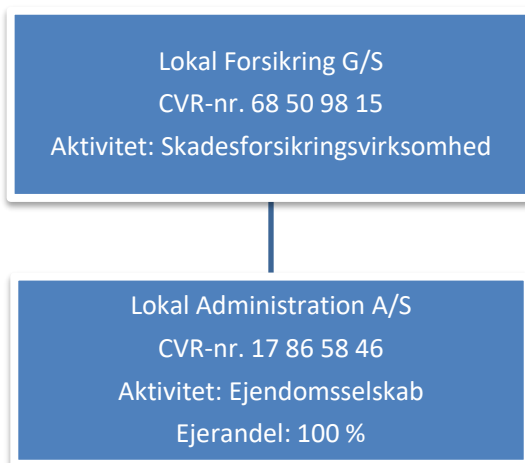 Lokal Forsikring G/S
CVR-nr. 68 50 98 15
Aktivitet: Skadesforsikringsvirksomhed
Lokal Administration A/S
CVR-nr. 17 86 58 46
Aktivitet: Ejendomsselskab
Ejerandel: 100 %